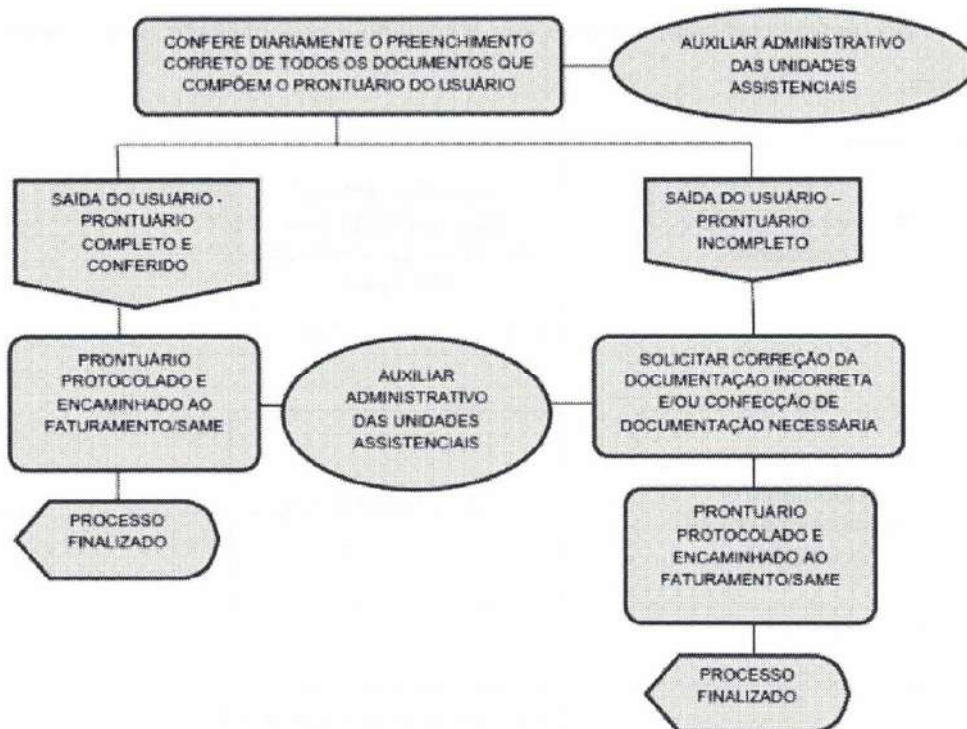 CONFERE DIARIAMENTE O PREENCHIMENTO
CORRETO DE TODOS OS DOCUMENTOS QUE
COMPÕEM O PRONTUÁRIO DO USUÁRIO
AUXILIAR ADMINISTRATIVO
DAS UNIDADES
ASSISTENCIAIS
SAÍDA DO USUÁRIO -
PRONTUÁRIO
COMPLETO E
CONFERIDO
SAÍDA DO USUÁRIO –
PRONTUÁRIO
INCOMPLETO
PRONTUÁRIO
PROTOCOLADO E
ENCAMINHADO AO
FATURAMENTO/SAME
AUXILIAR
ADMINISTRATIVO
DAS UNIDADES
ASSISTENCIAIS
SOLICITAR CORREÇÃO DA
DOCUMENTAÇÃO INCORRETA
E/OU CONFECÇÃO DE
DOCUMENTAÇÃO NECESSÁRIA
PROCESSO
FINALIZADO
PRONTUÁRIO
PROTOCOLADO E
ENCAMINHADO AO
FATURAMENTO/SAME
PROCESSO
FINALIZADO